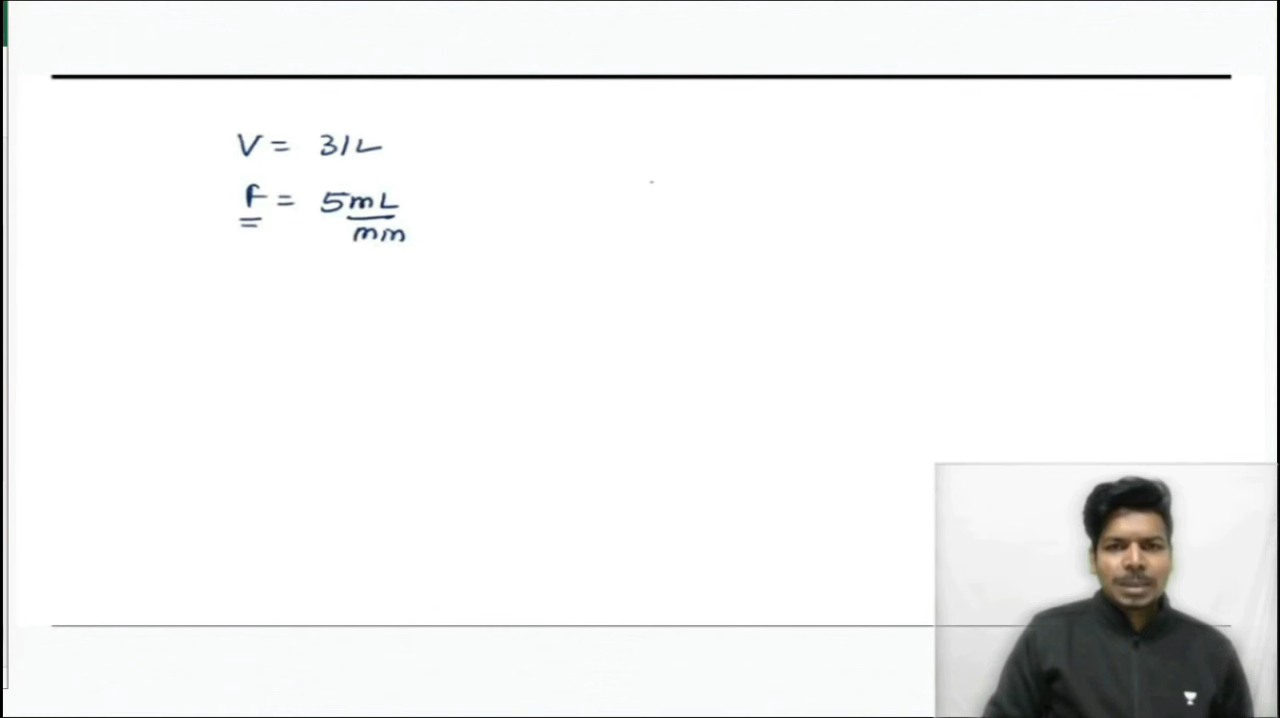 V = 31L
F = 5mL
mm